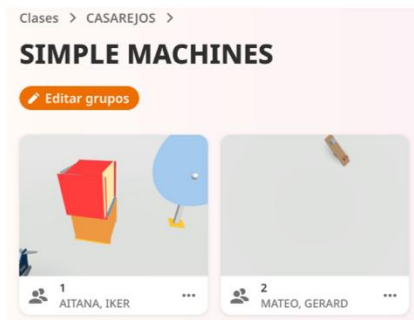 Clases > CASAREJOS >
SIMPLE MACHINES
Editar grupos
1
AITANA, IKER
2
MATEO, GERARD